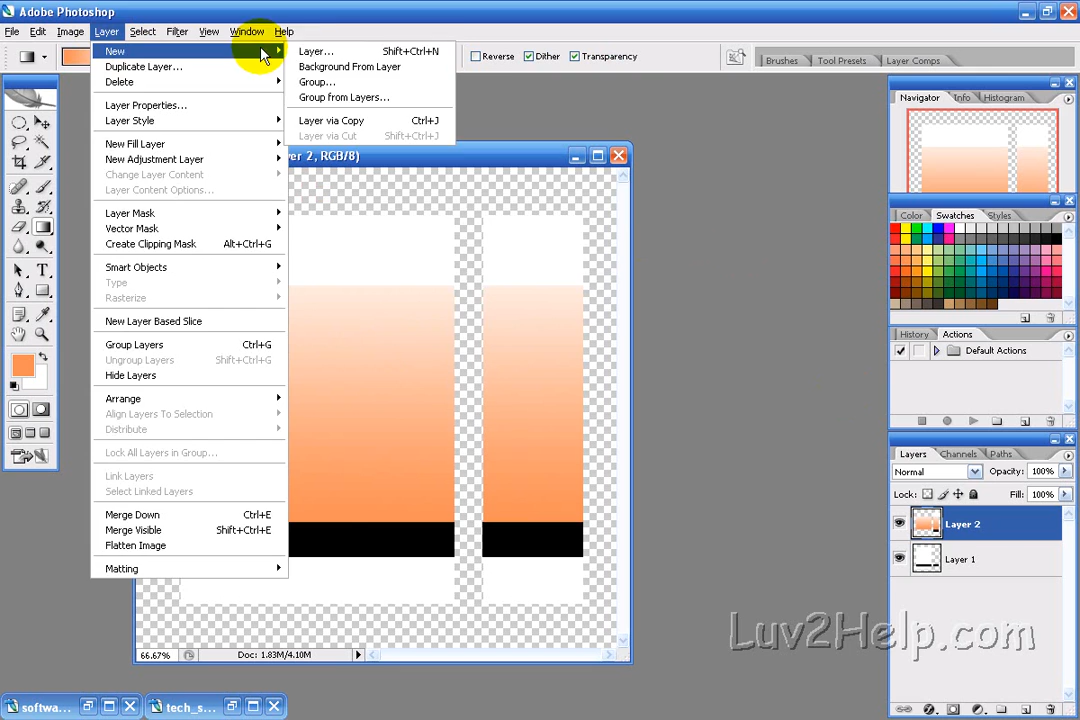 Adobe Photoshop
File Edit Image Layer Select Filter View Window Help
Reverse Dither Transparency Brushes Tool Presets Layer Comps
New
Duplicate Layer...
Delete
Layer Properties...
Layer Style
New Fill Layer
New Adjustment Layer
Change Layer Content
Layer Content Options...
Layer Mask
Vector Mask
Create Clipping Mask Alt+Ctrl+G
Smart Objects
Type
Rasterize
New Layer Based Slice
Group Layers Ctrl+G
Ungroup Layers Shift+Ctrl+G
Hide Layers
Arrange
Align Layers To Selection
Distribute
Lock All Layers in Group...
Link Layers
Select Linked Layers
Merge Down Ctrl+E
Merge Visible Shift+Ctrl+E
Flatten Image
Matting
Layer... Shift+Ctrl+N
Background From Layer
Group...
Group from Layers...
Layer via Copy Ctrl+J
Layer via Cut Shift+Ctrl+J
er 2, RGB/8)
66.67% Doc: 1.83M/4.10M
Navigator Info Histogram
Color Swatches Styles
History Actions
Default Actions
Layers Channels Paths
Normal Opacity: 100%
Lock: Fill: 100%
Layer 2
Layer 1
Luv2Help.com
softwa... tech_s...